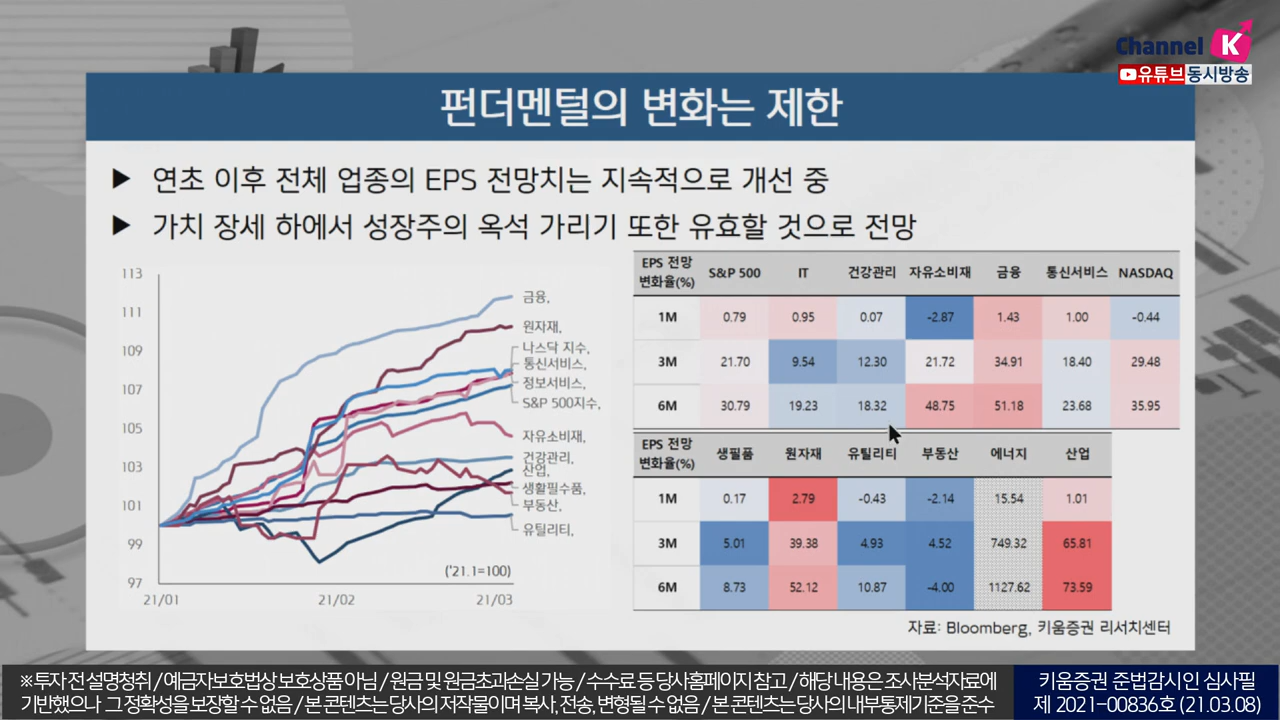 Channel K
유튜브 동시방송
펀더멘털의 변화는 제한
▶ 연초 이후 전체 업종의 EPS 전망치는 지속적으로 개선 중
▶ 가치 장세 하에서 성장주의 옥석 가리기 또한 유효할 것으로 전망
113
111
109
107
105
103
101
99
97
21/01 21/02 21/03
금융,
원자재,
나스닥 지수,
통신서비스,
정보서비스,
S&P 500지수,
자유소비재,
건강관리,
산업,
생활필수품,
부동산,
유틸리티,
('21.1=100)
EPS 전망
변화율(%) S&P 500 IT 건강관리 자유소비재 금융 통신서비스 NASDAQ
1M 0.79 0.95 0.07 -2.87 1.43 1.00 -0.44
3M 21.70 9.54 12.30 21.72 34.91 18.40 29.48
6M 30.79 19.23 18.32 48.75 51.18 23.68 35.95
EPS 전망
변화율(%) 생필품 원자재 유틸리티 부동산 에너지 산업
1M 0.17 2.79 -0.43 -2.14 15.54 1.01
3M 5.01 39.38 4.93 4.52 749.32 65.81
6M 8.73 52.12 10.87 -4.00 1127.62 73.59
자료: Bloomberg, 키움증권 리서치센터
※투자 전 설명청취 / 예금자보호법상 보호상품 아님 / 원금 및 원금초과손실 가능 / 수수료 등 당사홈페이지 참고 / 해당 내용은 조사분석자료에
기반했으나 그 정확성을 보장할 수 없음 / 본 콘텐츠는 당사의 저작물이며 복사, 전송, 변형될 수 없음 / 본 콘텐츠는 당사의 내부통제기준을 준수
키움증권 준법감시인 심사필
제 2021-00836호 (21.03.08)